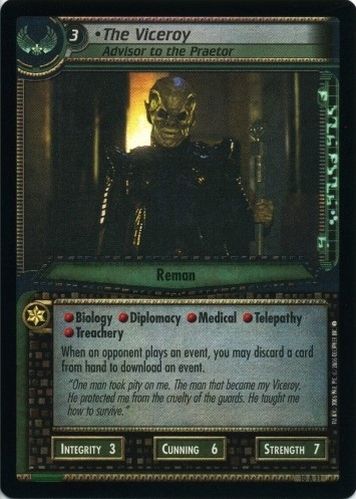 3 • The Viceroy
Advisor to the Praetor
Reman
Biology Diplomacy Medical Telepathy
Treachery
When an opponent plays an event, you may discard a card
from hand to download an event.
"One man took pity on me. The man that became my Viceroy.
He protected me from the cruelty of the guards. He taught me
how to survive."
INTEGRITY 3 CUNNING 6 STRENGTH 7